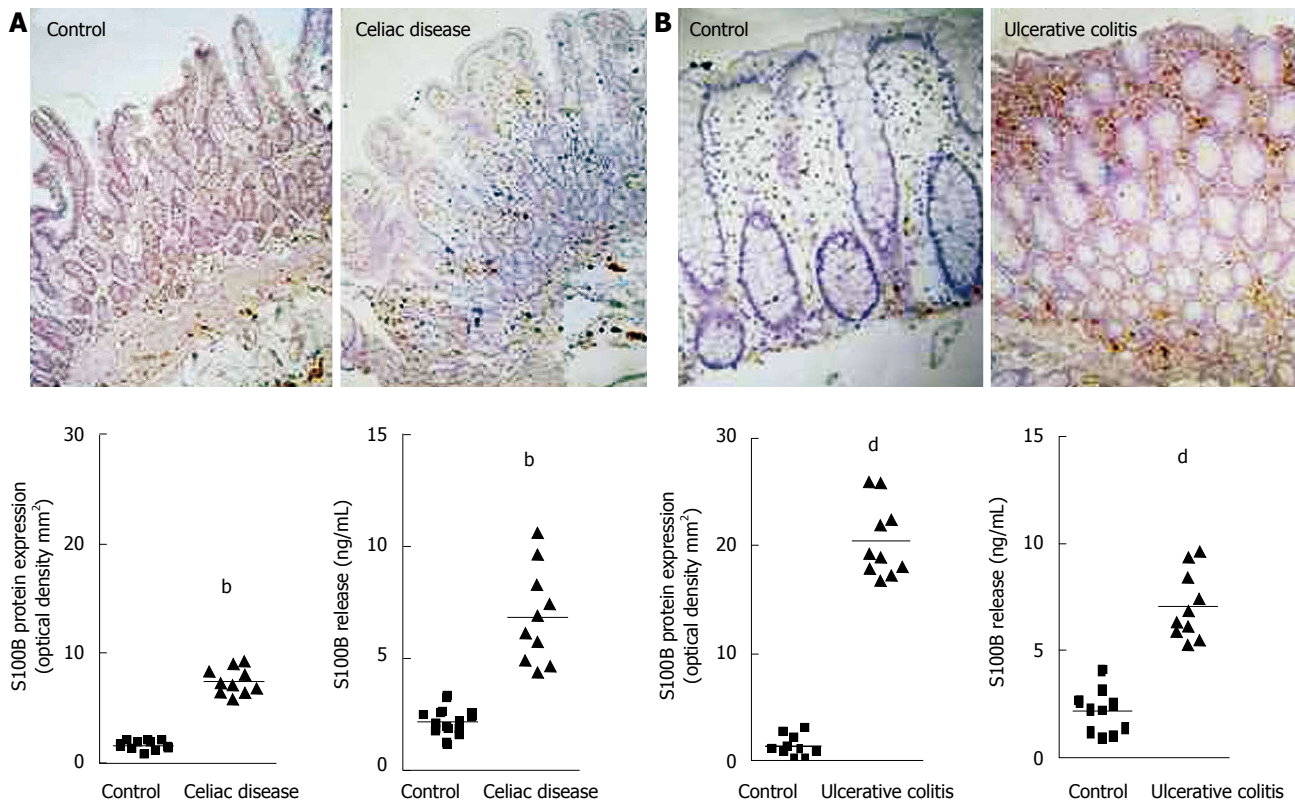 A
Control
Celiac disease
B
Control
Ulcerative colitis
S100B protein expression
(optical density mm²)
30
20
10
0
b
Control
Celiac disease
S100B release (ng/mL)
15
10
5
0
b
Control
Celiac disease
S100B protein expression
(optical density mm²)
30
20
10
0
d
Control
Ulcerative colitis
S100B release (ng/mL)
15
10
5
0
d
Control
Ulcerative colitis